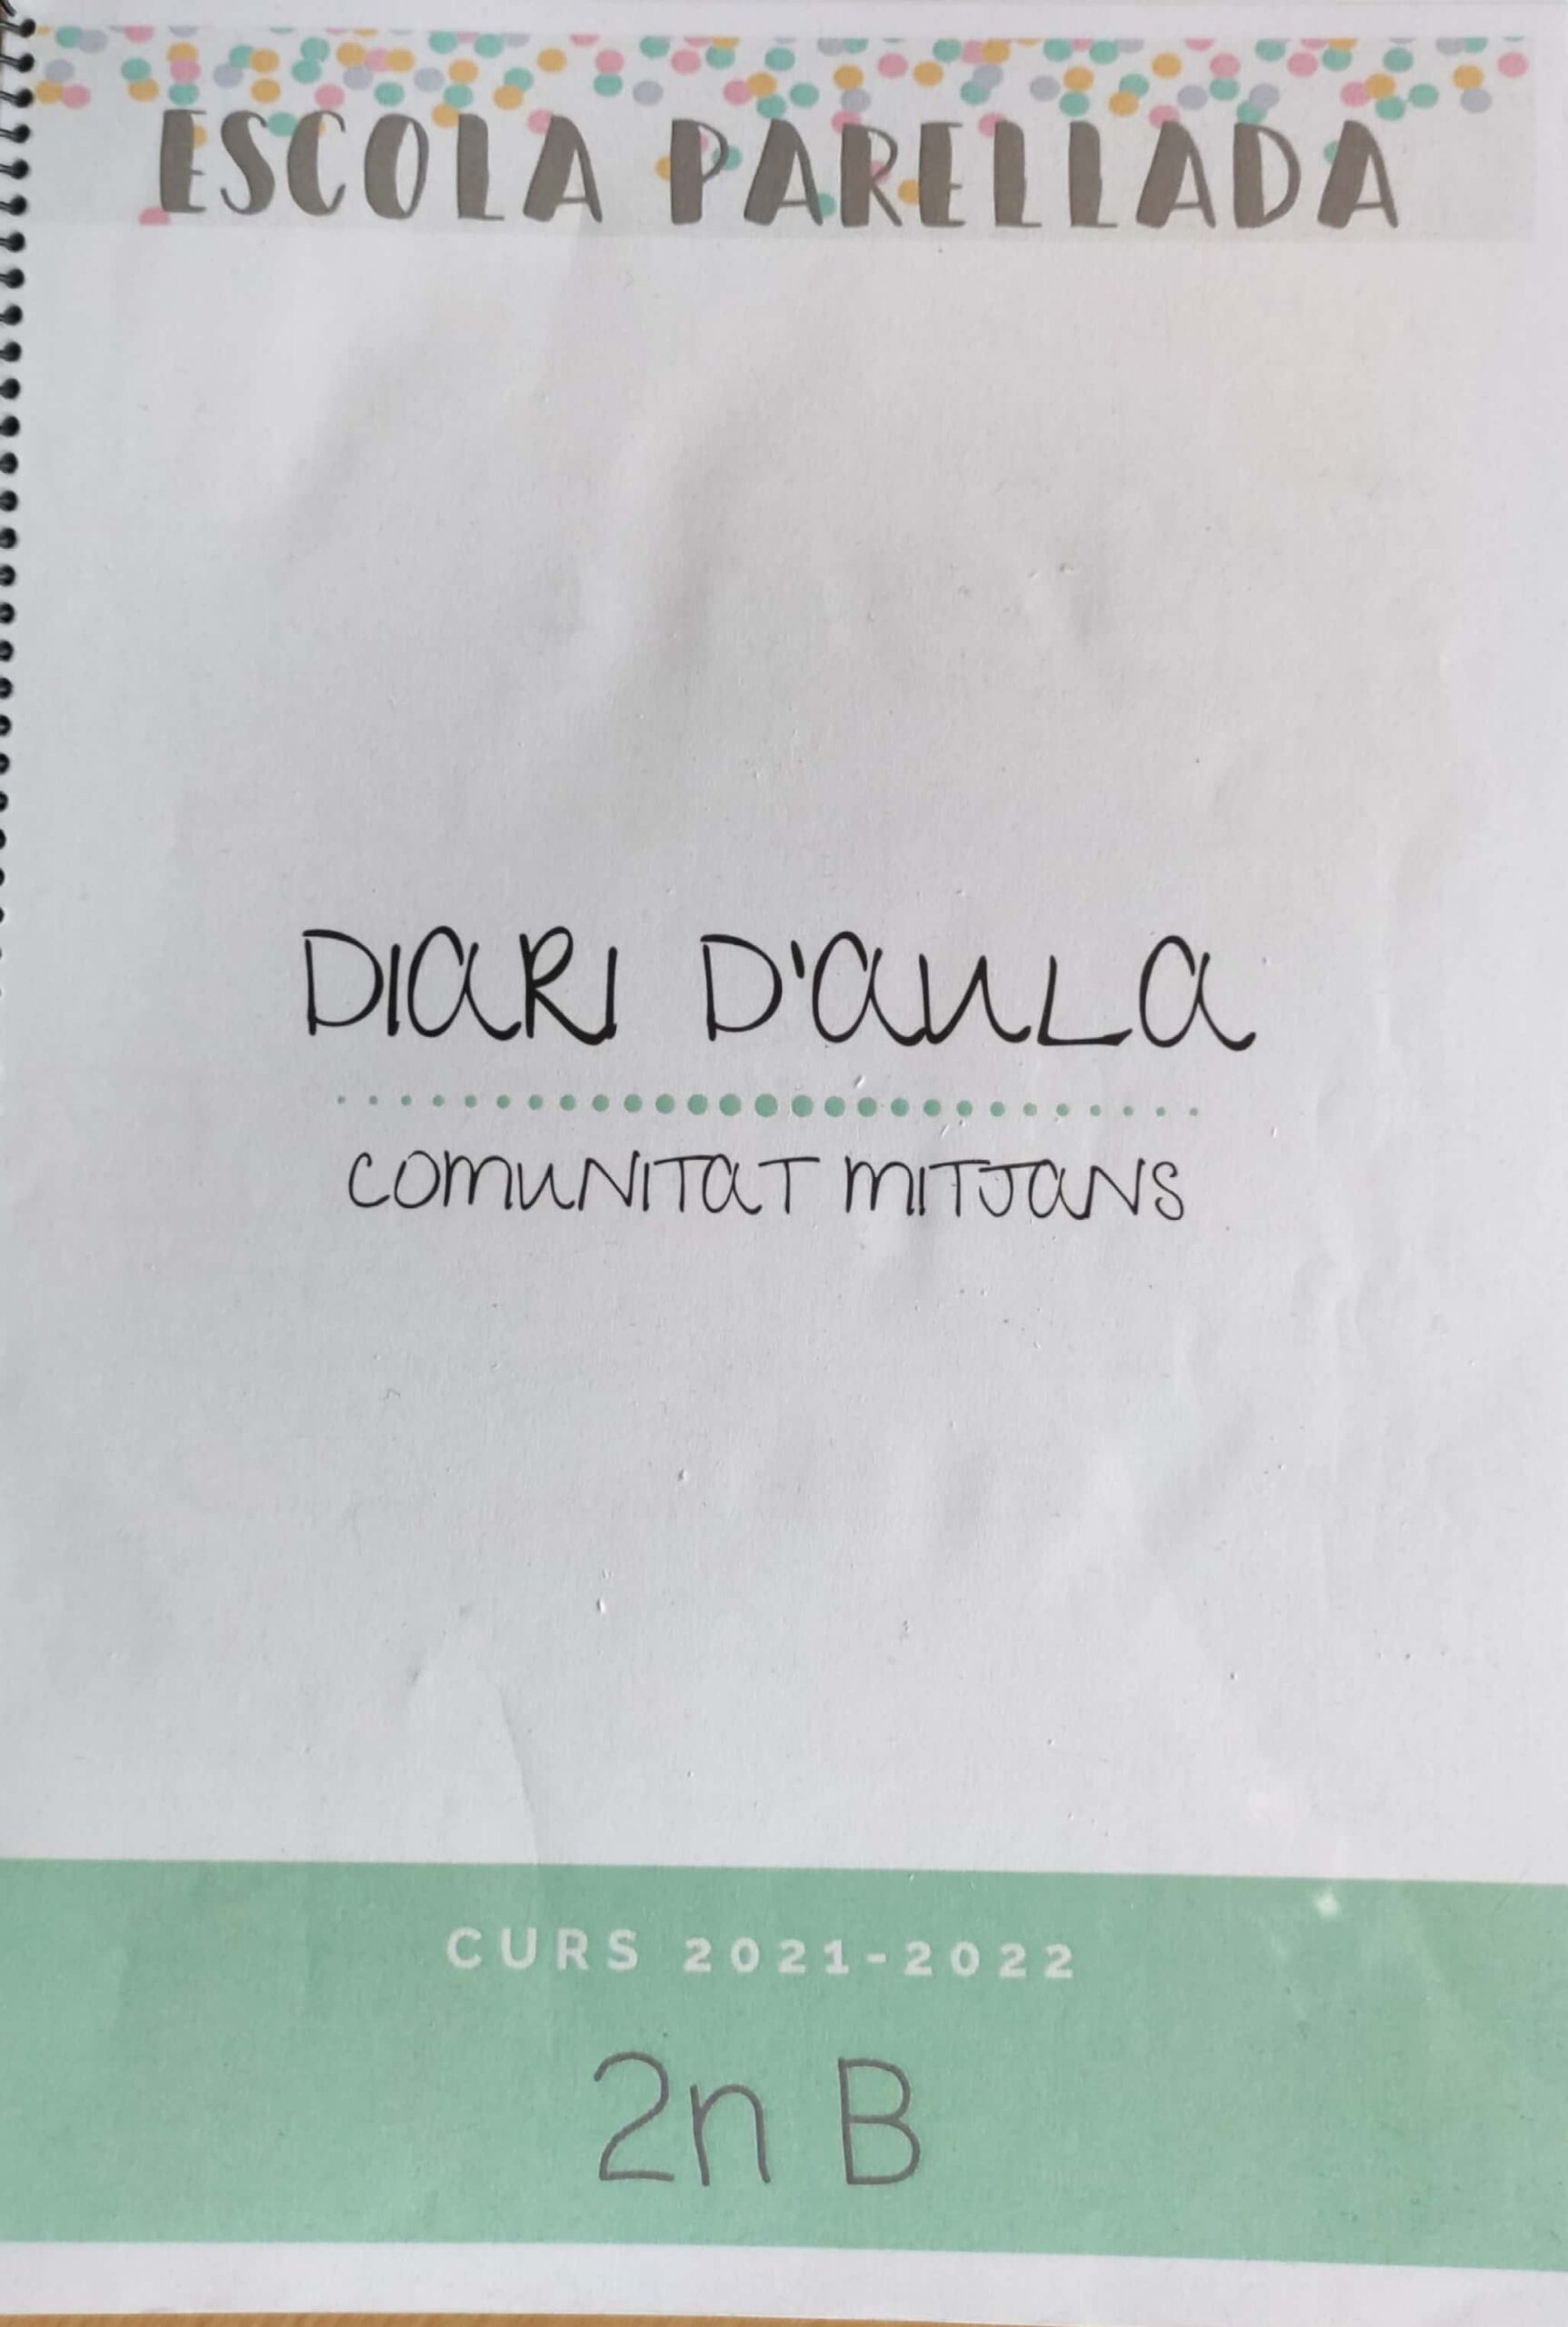 ESCOLA PARELLADA
DIARI D'AULA
COMUNITAT MITJANS
CURS 2021-2022
2n B